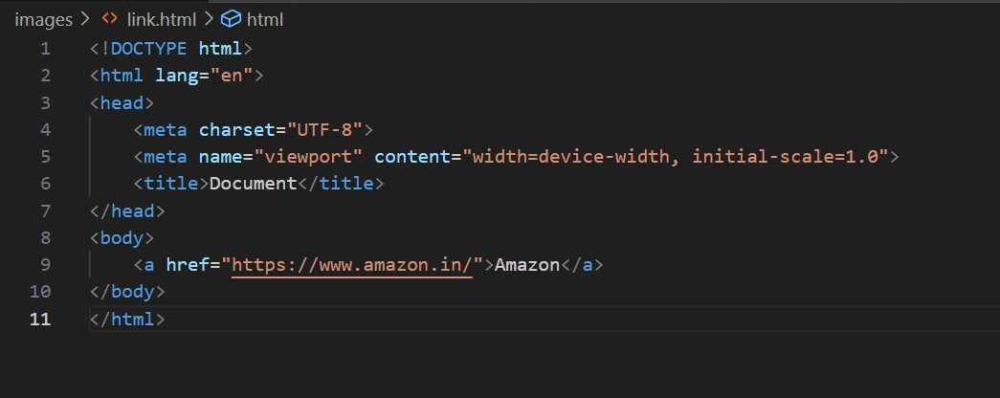 images > link.html > html
1 <!DOCTYPE html>
2 <html lang="en">
3 <head>
4     <meta charset="UTF-8">
5     <meta name="viewport" content="width=device-width, initial-scale=1.0">
6     <title>Document</title>
7 </head>
8 <body>
9     <a href="https://www.amazon.in/">Amazon</a>
10 </body>
11 </html>